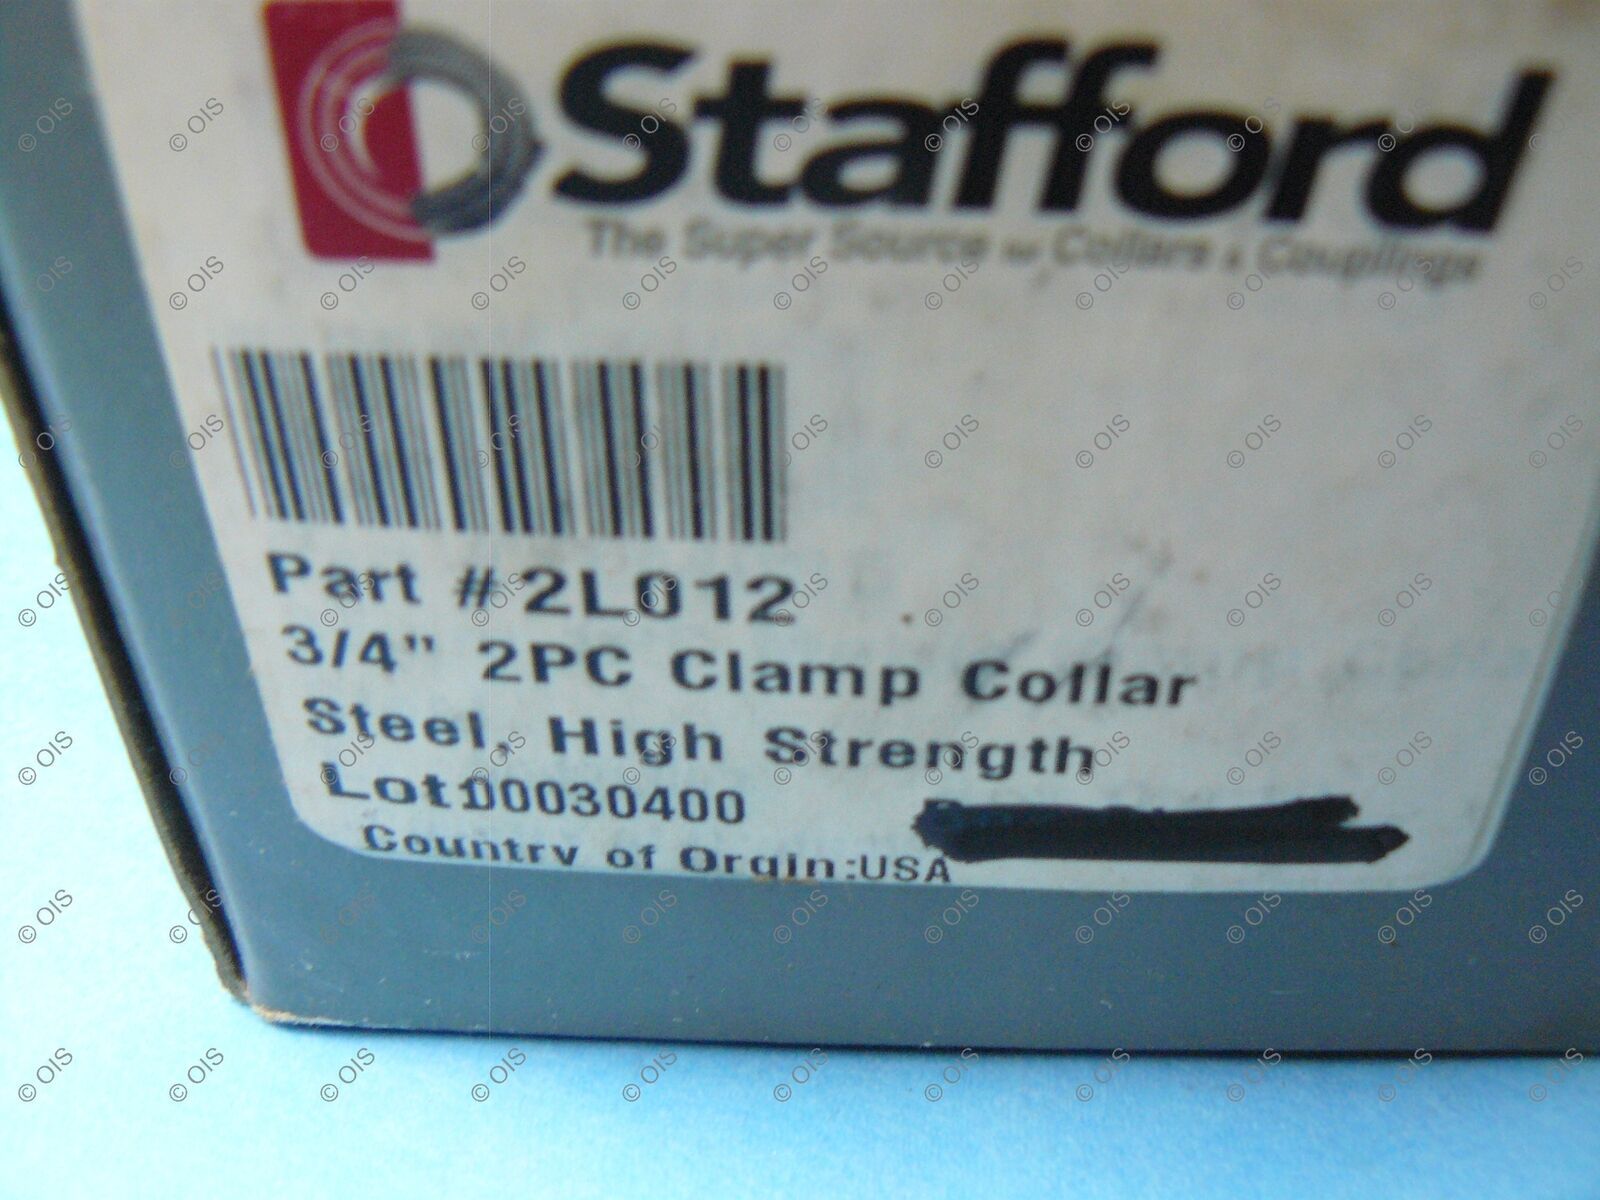 Stafford
The Super Source for Collars & Couplings
Part # 2L012
3/4" 2PC Clamp Collar
Steel, High Strength
Lot:00030400
Country of Orgin:USA
© OIS